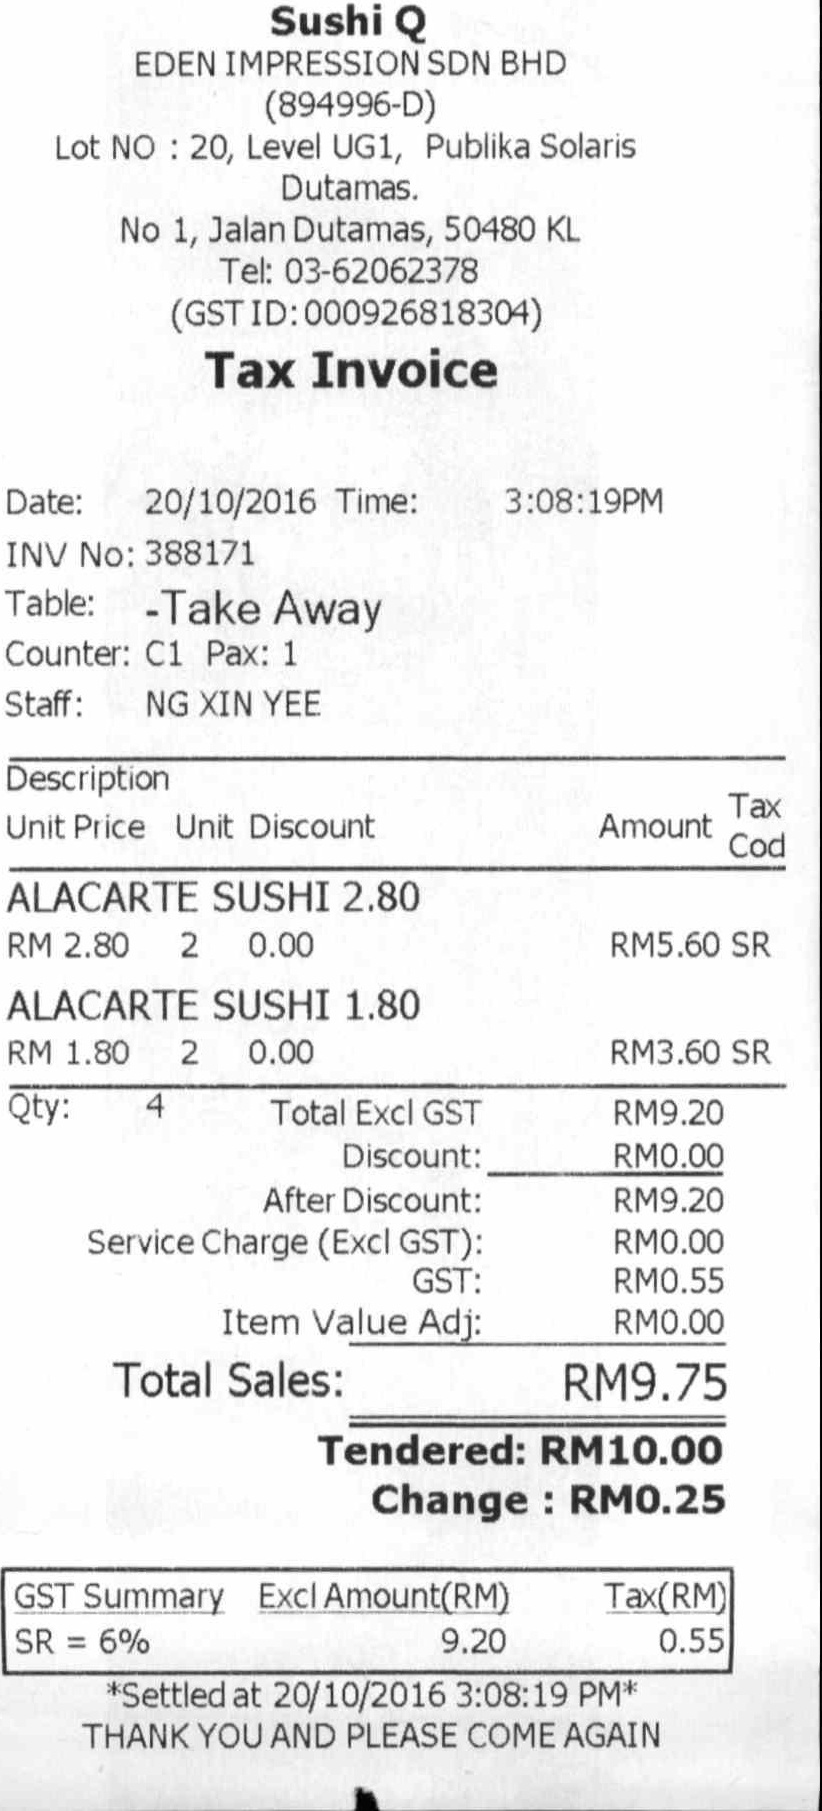 Sushi Q
EDEN IMPRESSION SDN BHD
(894996-D)
Lot NO : 20, Level UG1, Publika Solaris
Dutamas.
No 1, Jalan Dutamas, 50480 KL
Tel: 03-62062378
(GST ID:000926818304)
Tax Invoice
Date: 20/10/2016 Time: 3:08:19PM
INV No: 388171
Table: -Take Away
Counter: C1 Pax: 1
Staff: NG XIN YEE
Description
Unit Price Unit Discount Amount Tax Cod
ALACARTE SUSHI 2.80
RM 2.80 2 0.00 RM5.60 SR
ALACARTE SUSHI 1.80
RM 1.80 2 0.00 RM3.60 SR
Qty: 4 Total Excl GST RM9.20
Discount: RM0.00
After Discount: RM9.20
Service Charge (Excl GST): RM0.00
GST: RM0.55
Item Value Adj: RM0.00
Total Sales: RM9.75
Tendered: RM10.00
Change : RM0.25
GST Summary Excl Amount(RM) Tax(RM)
SR = 6% 9.20 0.55
*Settled at 20/10/2016 3:08:19 PM*
THANK YOU AND PLEASE COME AGAIN